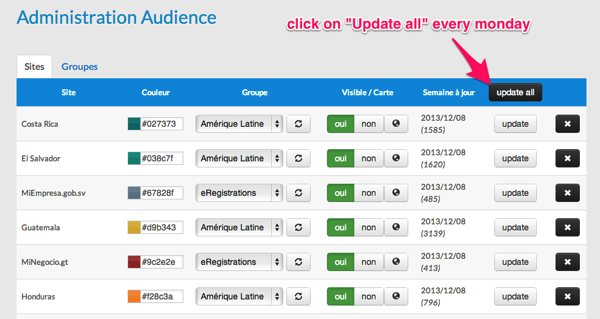 Administration Audience
click on "Update all" every monday
Sites Groupes
Site Couleur Groupe Visible / Carte Semaine à jour update all
Costa Rica #027373 Amérique Latine oui non 2013/12/08 (1585) update
El Salvador #038c7f Amérique Latine oui non 2013/12/08 (1620) update
MiEmpresa.gob.sv #67828f eRegistrations oui non 2013/12/08 (485) update
Guatemala #d9b343 Amérique Latine oui non 2013/12/08 (3139) update
MiNegocio.gt #9c2e2e eRegistrations oui non 2013/12/08 (413) update
Honduras #f28c3a Amérique Latine oui non 2013/12/08 (796) update